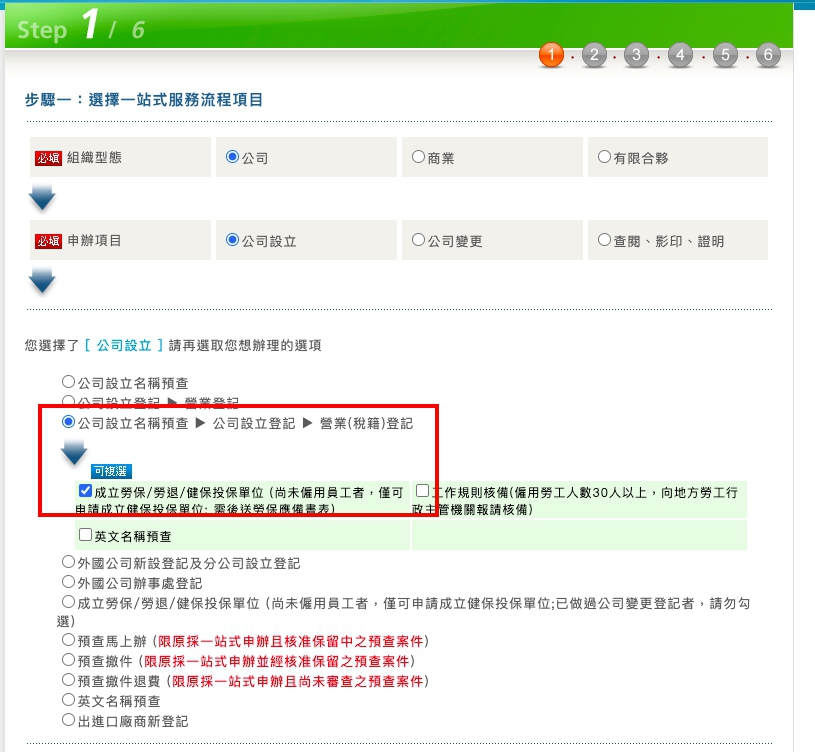 Step 1 / 6
1 . 2 . 3 . 4 . 5 . 6
步驟一：選擇一站式服務流程項目
必填 組織型態 公司 商業 有限合夥
必填 申辦項目 公司設立 公司變更 查閱、影印、證明
您選擇了 [ 公司設立 ] 請再選取您想辦理的選項
公司設立名稱預查
公司設立登記 ▶ 營業登記
公司設立名稱預查 ▶ 公司設立登記 ▶ 營業(稅籍)登記
可複選
成立勞保/勞退/健保投保單位 (尚未僱用員工者，僅可
申請成立健保投保單位; 需後送勞保應備書表)
工作規則核備(僱用勞工人數30人以上，向地方勞工行
政主管機關報請核備)
英文名稱預查
外國公司新設登記及分公司設立登記
外國公司辦事處登記
成立勞保/勞退/健保投保單位 (尚未僱用員工者，僅可申請成立健保投保單位;已做過公司變更登記者，請勿勾
選)
預查馬上辦 (限原採一站式申辦且核准保留中之預查案件)
預查撤件 (限原採一站式申辦並經核准保留之預查案件)
預查撤件退費 (限原採一站式申辦且尚未審查之預查案件)
英文名稱預查
出進口廠商新登記